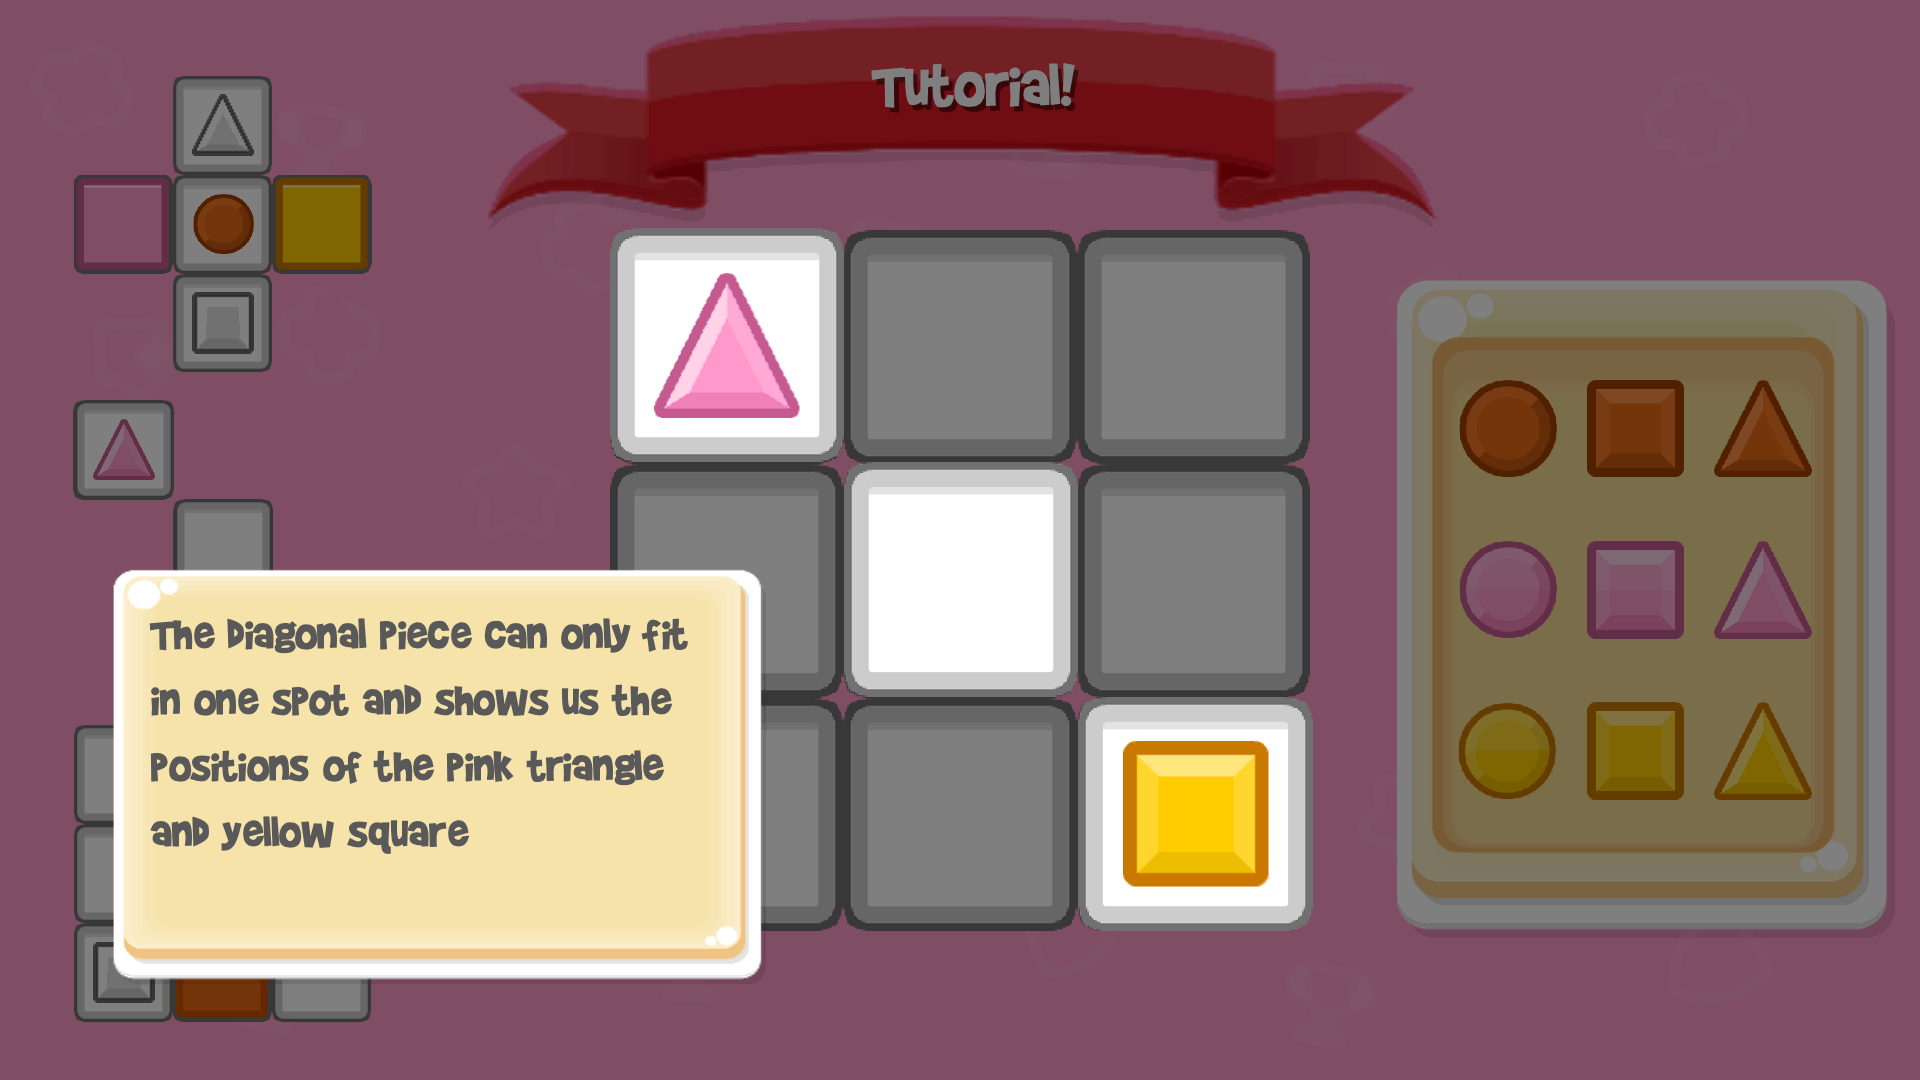 Tutorial!
The Diagonal Piece can only fit
in one spot and shows us the
Positions of the Pink triangle
and yellow square